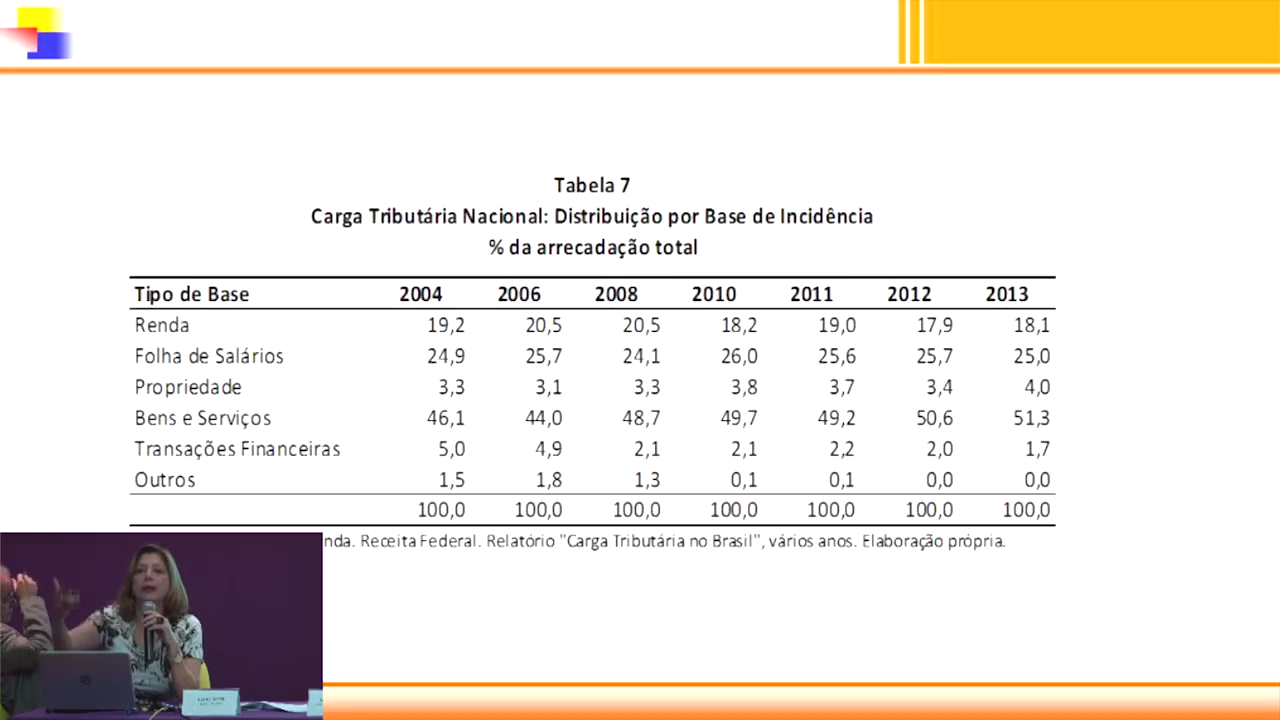 Tabela 7
Carga Tributária Nacional: Distribuição por Base de Incidência
% da arrecadação total
Tipo de Base 2004 2006 2008 2010 2011 2012 2013
Renda 19,2 20,5 20,5 18,2 19,0 17,9 18,1
Folha de Salários 24,9 25,7 24,1 26,0 25,6 25,7 25,0
Propriedade 3,3 3,1 3,3 3,8 3,7 3,4 4,0
Bens e Serviços 46,1 44,0 48,7 49,7 49,2 50,6 51,3
Transações Financeiras 5,0 4,9 2,1 2,1 2,2 2,0 1,7
Outros 1,5 1,8 1,3 0,1 0,1 0,0 0,0
100,0 100,0 100,0 100,0 100,0 100,0 100,0
nda. Receita Federal. Relatório "Carga Tributária no Brasil", vários anos. Elaboração própria.